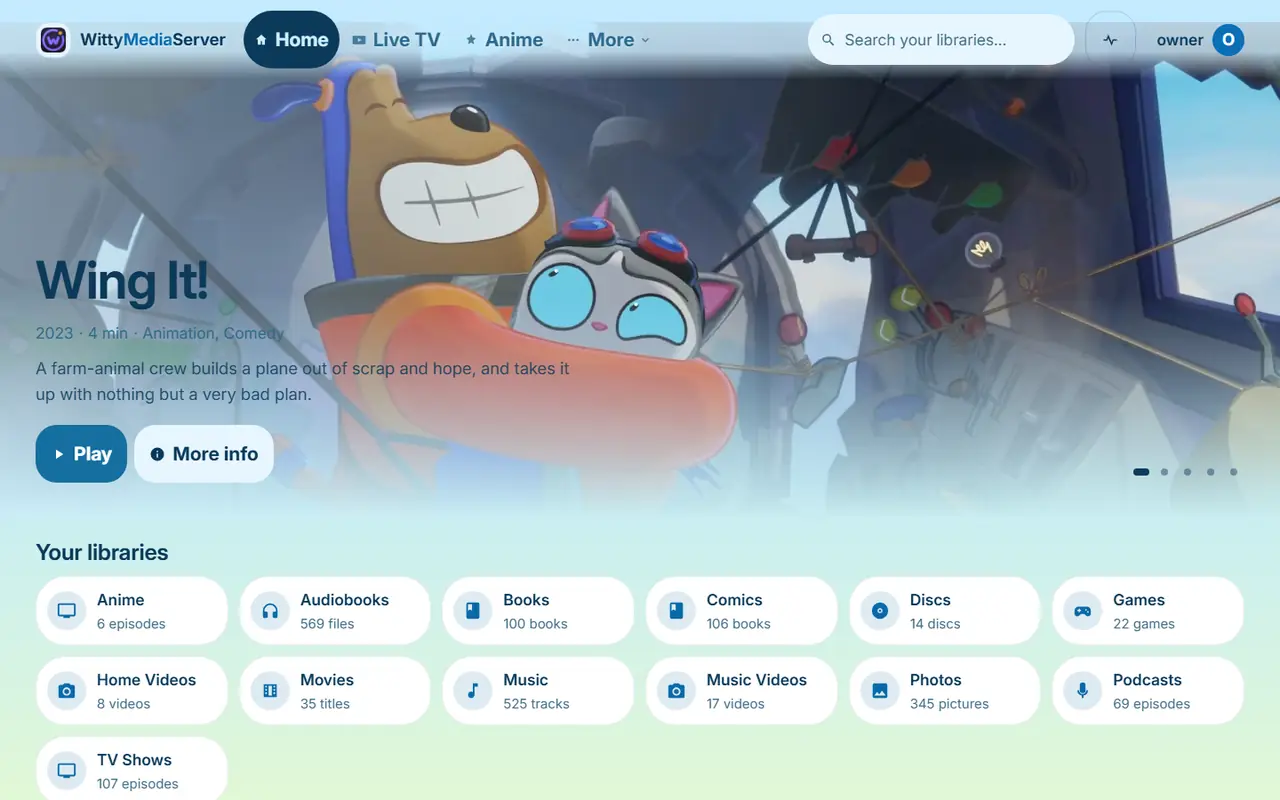 WittyMediaServer
Home
Live TV
Anime
More
Search your libraries...
owner
O
Wing It!
2023 · 4 min · Animation, Comedy
A farm-animal crew builds a plane out of scrap and hope, and takes it
up with nothing but a very bad plan.
Play
More info
Your libraries
Anime
6 episodes
Audiobooks
569 files
Books
100 books
Comics
106 books
Discs
14 discs
Games
22 games
Home Videos
8 videos
Movies
35 titles
Music
525 tracks
Music Videos
17 videos
Photos
345 pictures
Podcasts
69 episodes
TV Shows
107 episodes